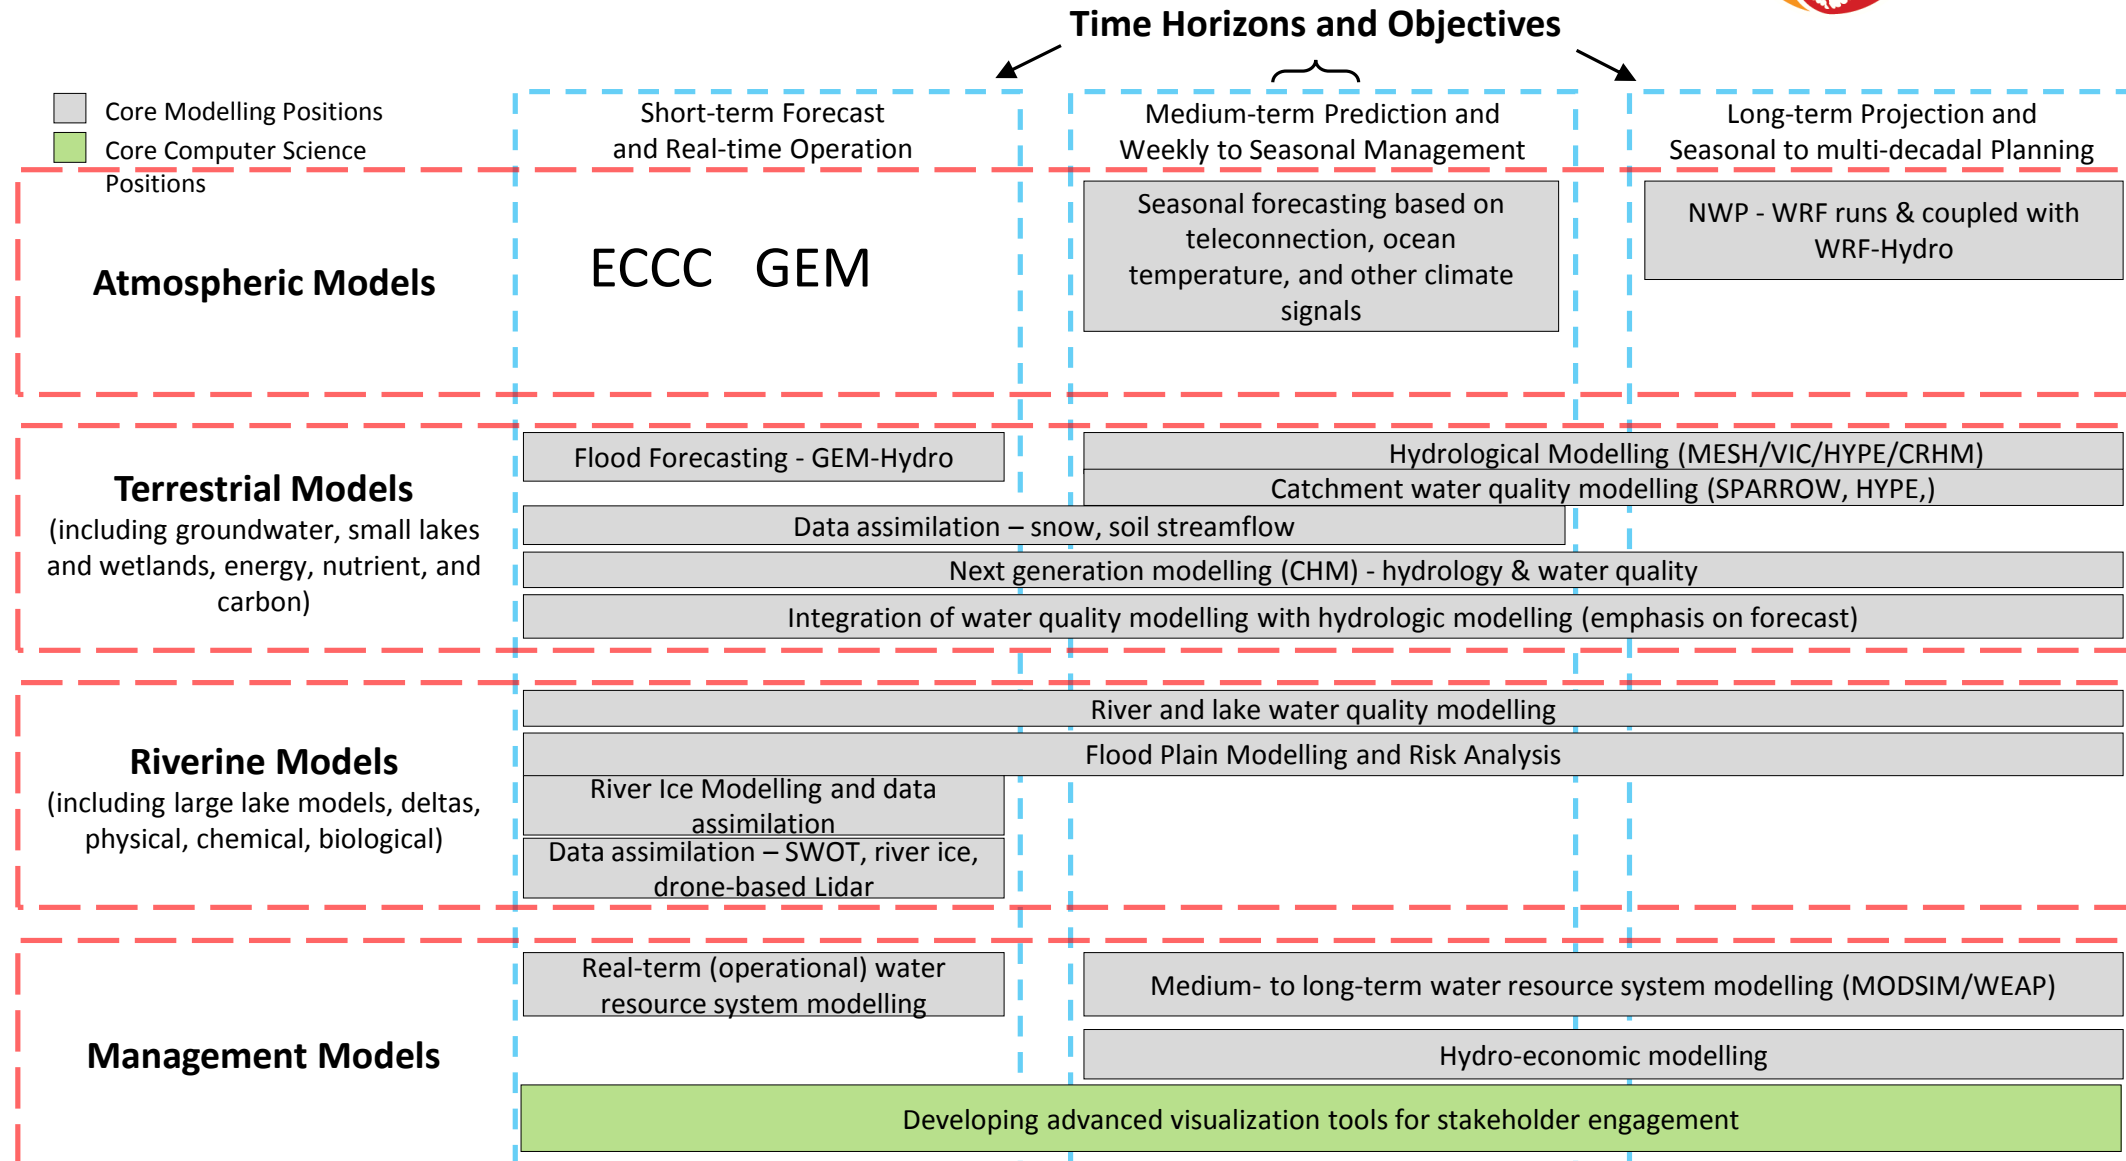 Time Horizons and Objectives
Core Modelling Positions
Core Computer Science
Positions
Short-term Forecast
and Real-time Operation
Medium-term Prediction and
Weekly to Seasonal Management
Long-term Projection and
Seasonal to multi-decadal Planning
Atmospheric Models
ECCC GEM
Seasonal forecasting based on
teleconnection, ocean
temperature, and other climate
signals
NWP - WRF runs & coupled with
WRF-Hydro
Terrestrial Models
(including groundwater, small lakes
and wetlands, energy, nutrient, and
carbon)
Flood Forecasting - GEM-Hydro
Hydrological Modelling (MESH/VIC/HYPE/CRHM)
Catchment water quality modelling (SPARROW, HYPE,)
Data assimilation – snow, soil streamflow
Next generation modelling (CHM) - hydrology & water quality
Integration of water quality modelling with hydrologic modelling (emphasis on forecast)
Riverine Models
(including large lake models, deltas,
physical, chemical, biological)
River and lake water quality modelling
Flood Plain Modelling and Risk Analysis
River Ice Modelling and data
assimilation
Data assimilation – SWOT, river ice,
drone-based Lidar
Management Models
Real-term (operational) water
resource system modelling
Medium- to long-term water resource system modelling (MODSIM/WEAP)
Hydro-economic modelling
Developing advanced visualization tools for stakeholder engagement